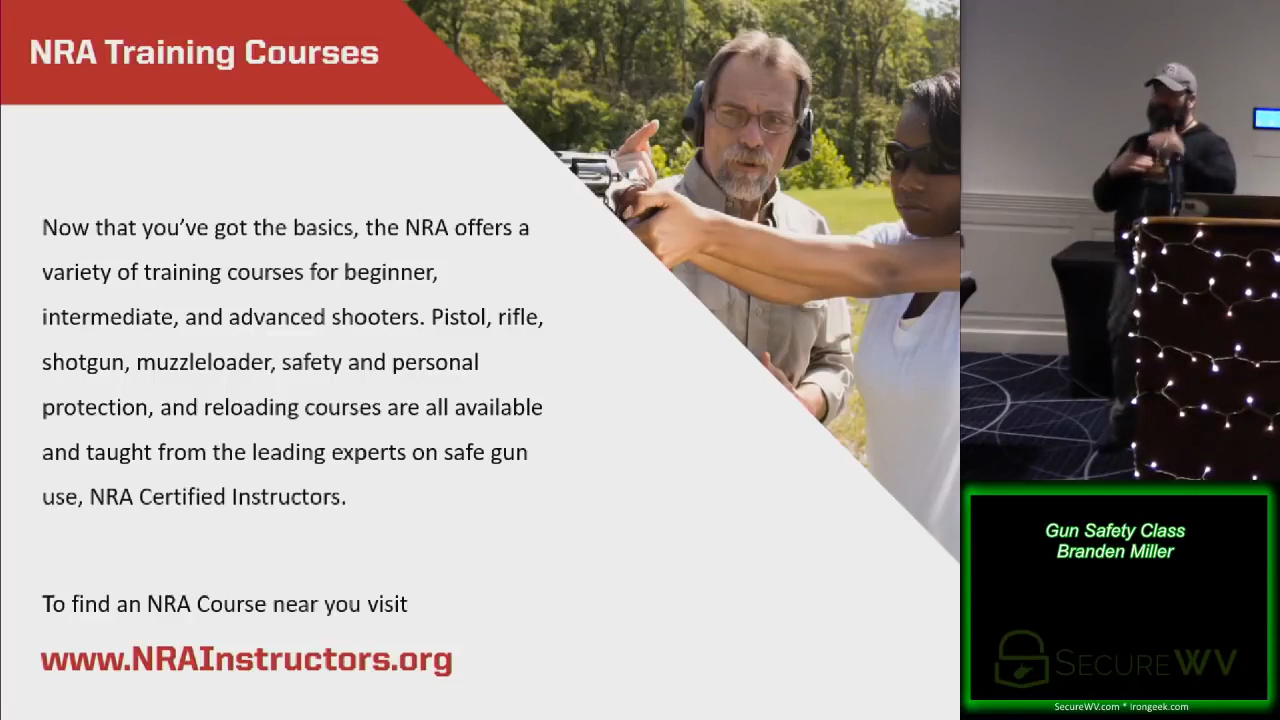 NRA Training Courses
Now that you've got the basics, the NRA offers a
variety of training courses for beginner,
intermediate, and advanced shooters. Pistol, rifle,
shotgun, muzzleloader, safety and personal
protection, and reloading courses are all available
and taught from the leading experts on safe gun
use, NRA Certified Instructors.
To find an NRA Course near you visit
www.NRAInstructors.org
Gun Safety Class
Branden Miller
SECUREWV
SecureWV.com * Irongeek.com